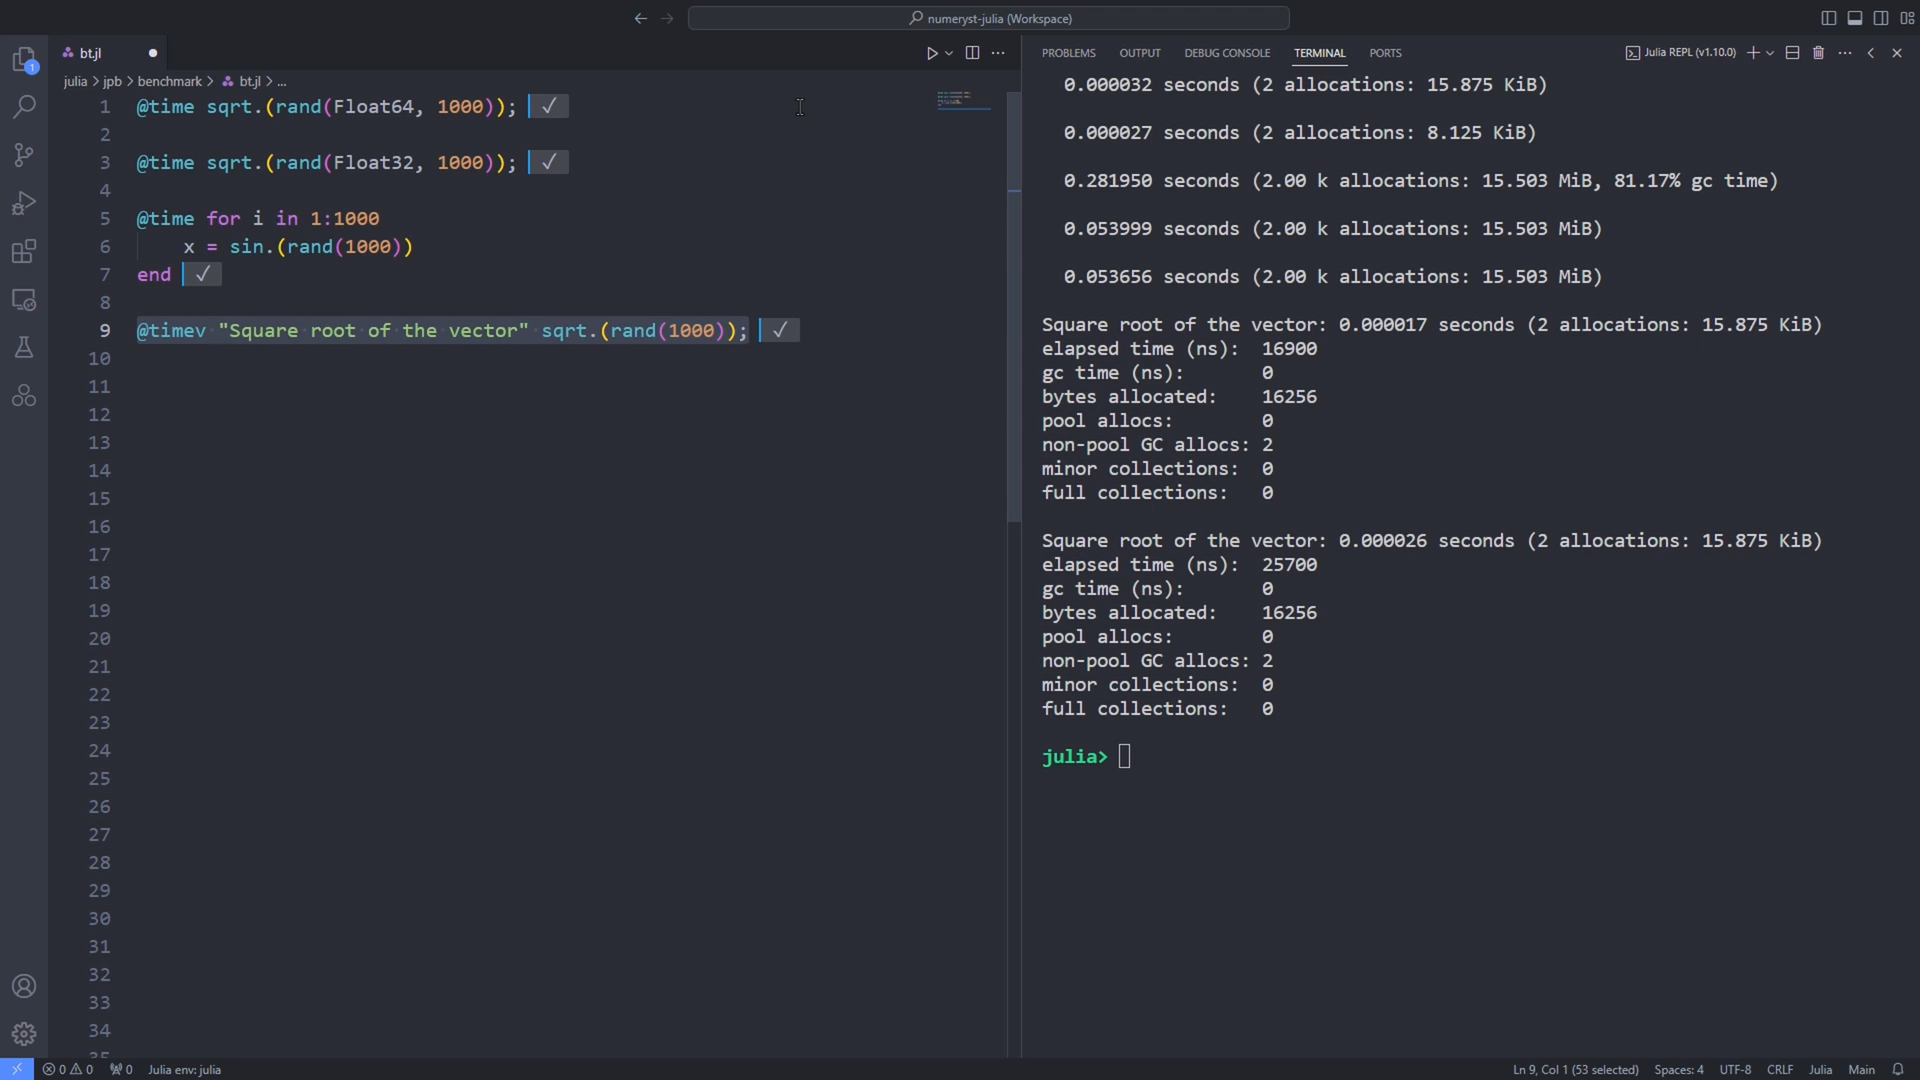 numeryst-julia (Workspace)
bt.jl
julia > jpb > benchmark > bt.jl > ...
1 @time sqrt.(rand(Float64, 1000)); ✓
2
3 @time sqrt.(rand(Float32, 1000)); ✓
4
5 @time for i in 1:1000
6 x = sin.(rand(1000))
7 end ✓
8
9 @timev "Square root of the vector" sqrt.(rand(1000)); ✓
10
11
12
13
14
15
16
17
18
19
20
21
22
23
24
25
26
27
28
29
30
31
32
33
34
PROBLEMS OUTPUT DEBUG CONSOLE TERMINAL PORTS Julia REPL (v1.10.0)
0.000032 seconds (2 allocations: 15.875 KiB)
0.000027 seconds (2 allocations: 8.125 KiB)
0.281950 seconds (2.00 k allocations: 15.503 MiB, 81.17% gc time)
0.053999 seconds (2.00 k allocations: 15.503 MiB)
0.053656 seconds (2.00 k allocations: 15.503 MiB)
Square root of the vector: 0.000017 seconds (2 allocations: 15.875 KiB)
elapsed time (ns): 16900
gc time (ns): 0
bytes allocated: 16256
pool allocs: 0
non-pool GC allocs: 2
minor collections: 0
full collections: 0
Square root of the vector: 0.000026 seconds (2 allocations: 15.875 KiB)
elapsed time (ns): 25700
gc time (ns): 0
bytes allocated: 16256
pool allocs: 0
non-pool GC allocs: 2
minor collections: 0
full collections: 0
julia>
1
0 0 0 Julia env: julia Ln 9, Col 1 (53 selected) Spaces: 4 UTF-8 CRLF Julia Main